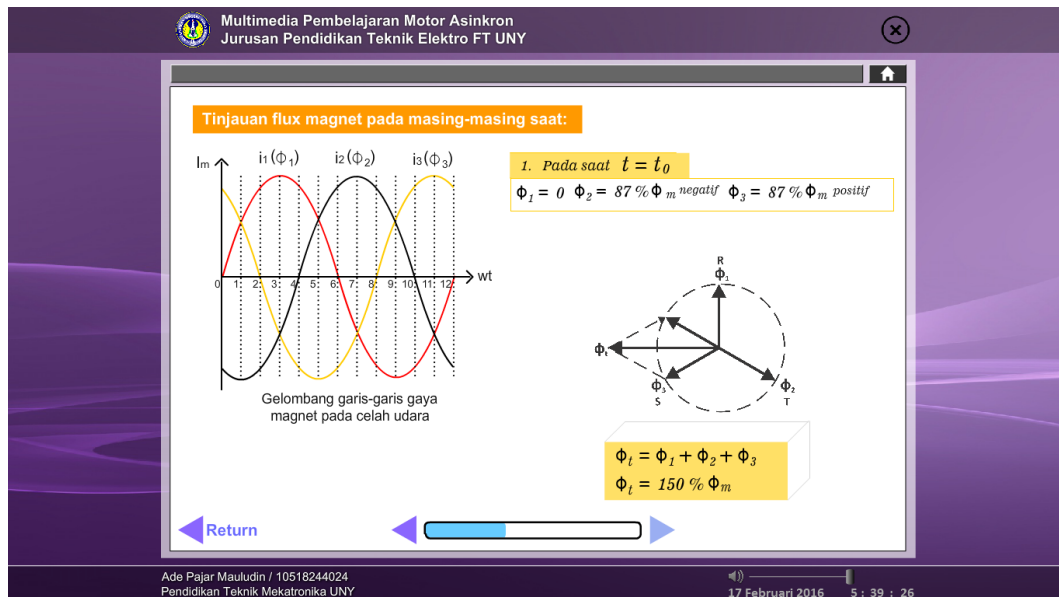 Multimedia Pembelajaran Motor Asinkron
Jurusan Pendidikan Teknik Elektro FT UNY
Tinjauan flux magnet pada masing-masing saat:
Iₘ i₁(Φ₁) i₂(Φ₂) i₃(Φ₃)
wt
0 1 2 3 4 5 6 7 8 9 10 11 12
Gelombang garis-garis gaya
magnet pada celah udara
1. Pada saat t = t₀
Φ₁ = 0 Φ₂ = 87 % Φₘ negatif Φ₃ = 87 % Φₘ positif
R
Φ₁
Φₜ
Φ₃ Φ₂
S T
Φₜ = Φ₁ + Φ₂ + Φ₃
Φₜ = 150 % Φₘ
Return
Ade Pajar Mauludin / 10518244024
Pendidikan Teknik Mekatronika UNY
17 Februari 2016 5 : 39 : 26